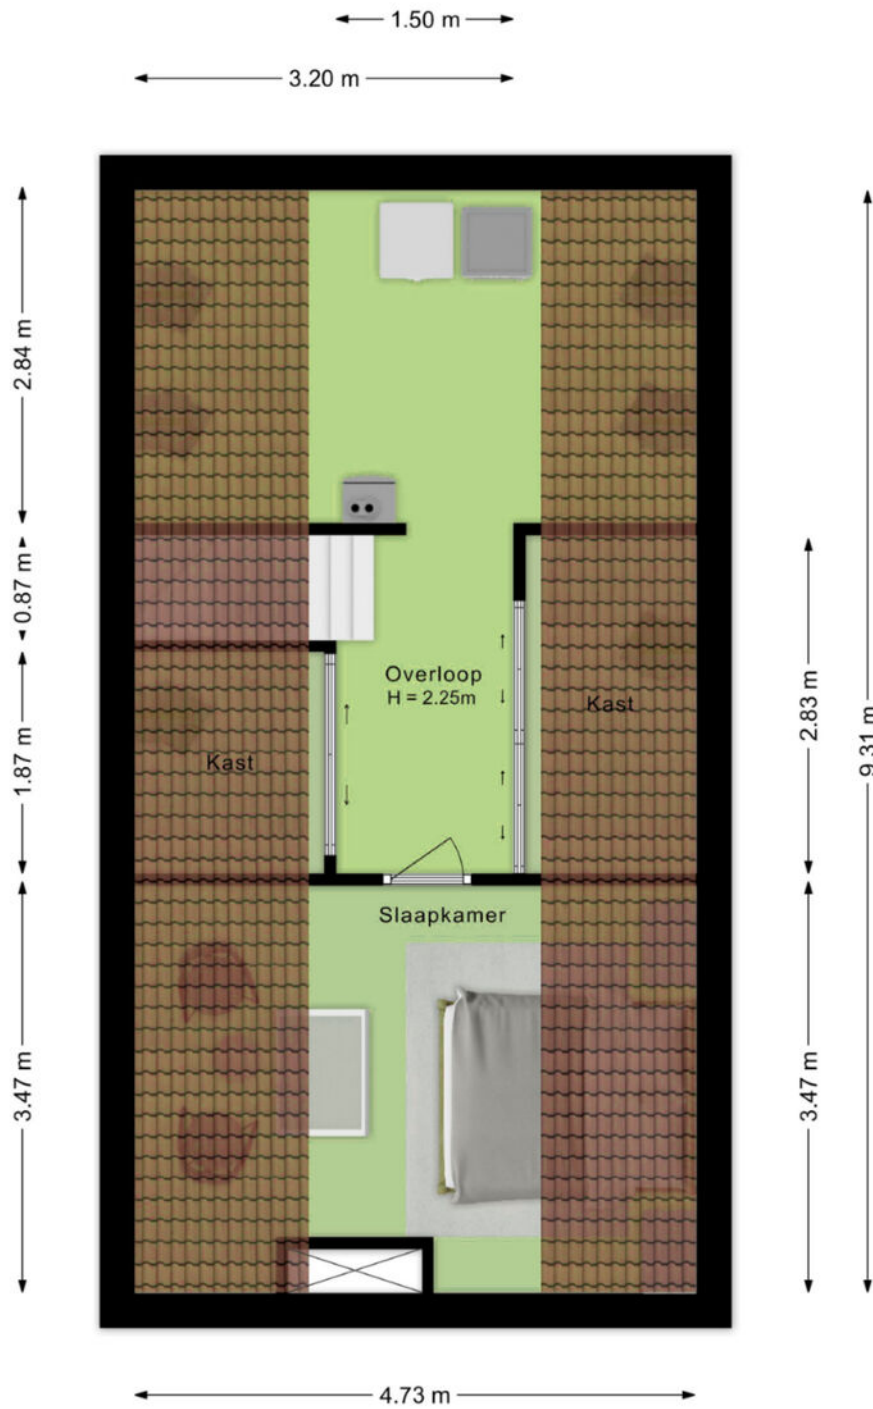 1.50 m
3.20 m
2.84 m
0.87 m
1.87 m
3.47 m
Overloop
H = 2.25m
Kast
Kast
Slaapkamer
2.83 m
3.47 m
9.31 m
4.73 m